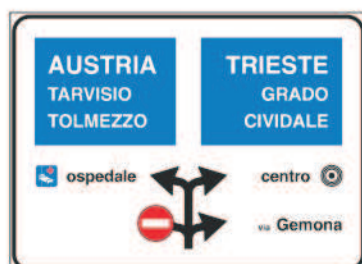 AUSTRIA
TARVISIO
TOLMEZZO
TRIESTE
GRADO
CIVIDALE
ospedale
centro
via Gemona